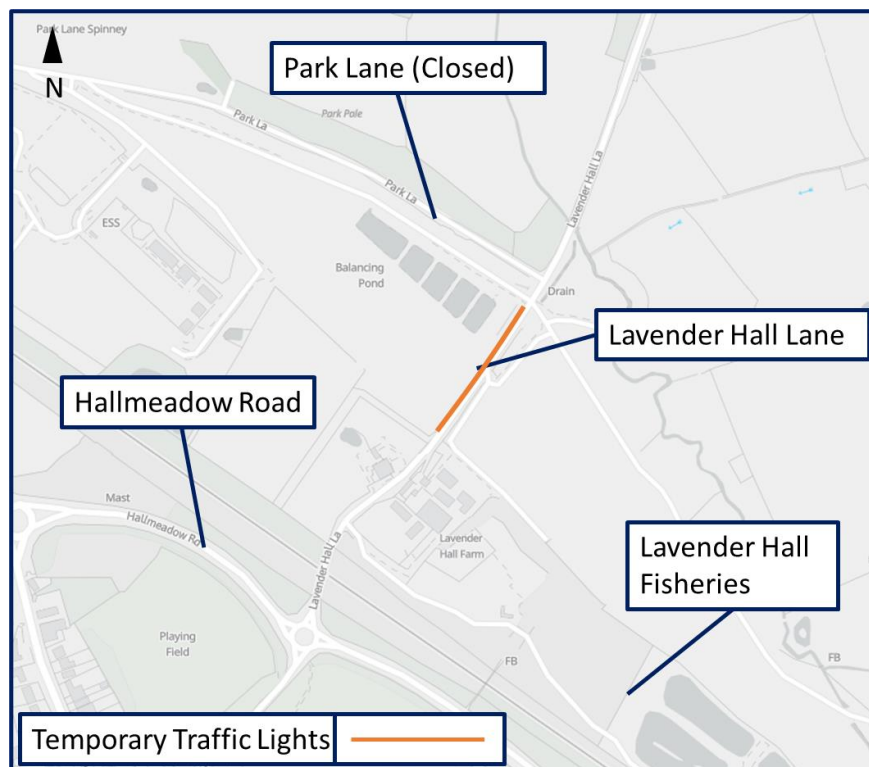 Park Lane Spinney
N
Park Lane (Closed)
Park Pale
Park La
Park La
Lavender Hall La
ESS
Balancing
Pond
Drain
Lavender Hall Lane
Hallmeadow Road
Mast
Hallmeadow Rd
Lavender Hall La
Lavender
Hall Farm
Lavender Hall
Fisheries
Playing
Field
FB
FB
Temporary Traffic Lights